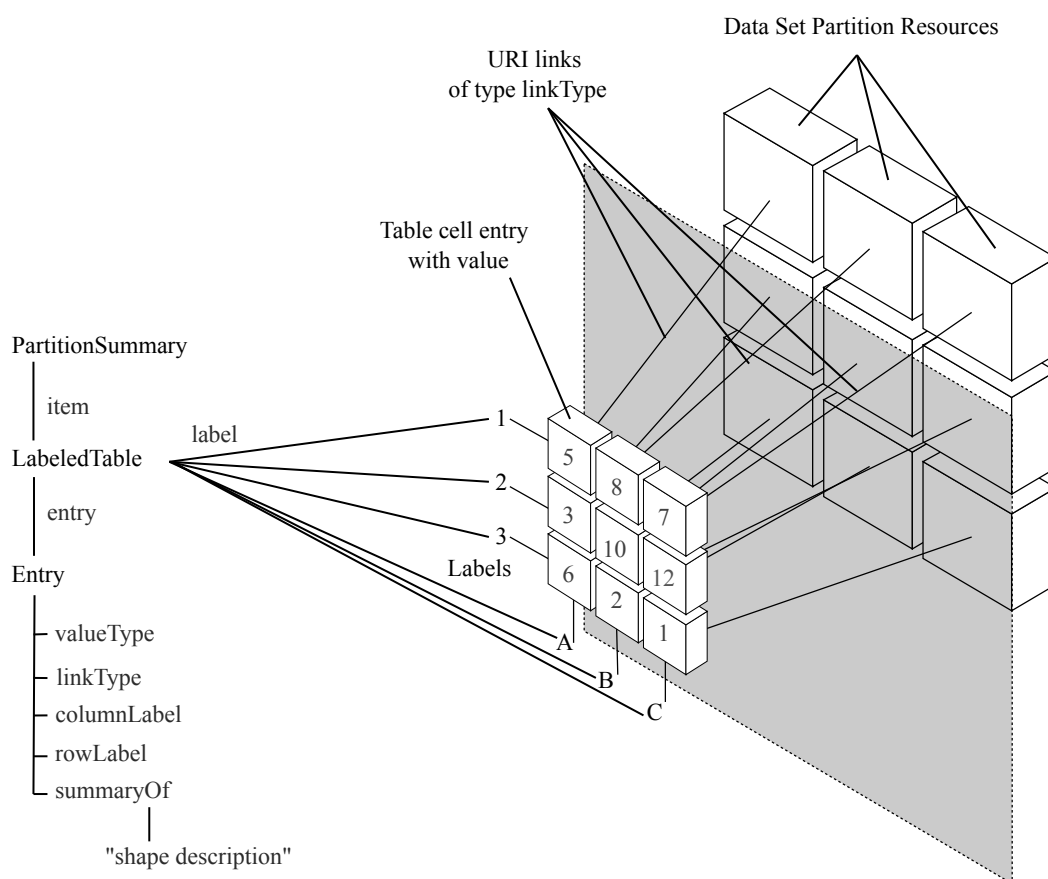 Data Set Partition Resources
URI links
of type linkType
Table cell entry
with value
PartitionSummary
item
label
LabeledTable
entry
Entry
valueType
linkType
columnLabel
rowLabel
summaryOf
"shape description"
1
2
3
Labels
A
B
C
5
8
7
3
10
12
6
2
1